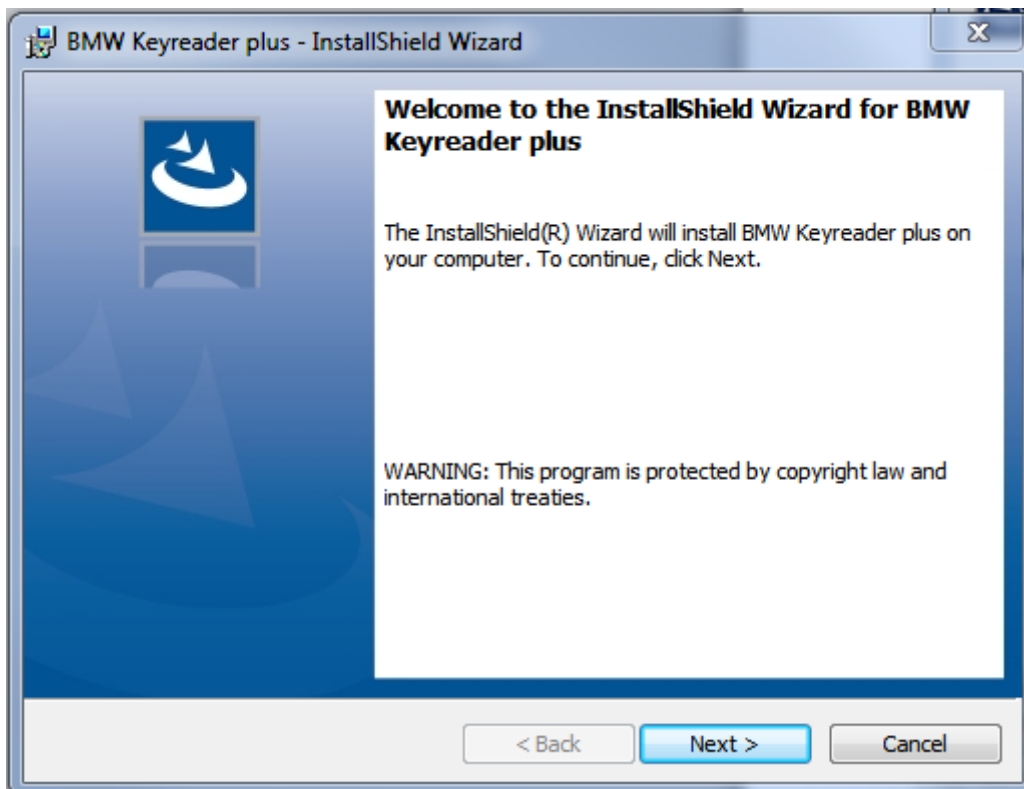 BMW Keyreader plus - InstallShield Wizard
Welcome to the InstallShield Wizard for BMW
Keyreader plus
The InstallShield(R) Wizard will install BMW Keyreader plus on
your computer. To continue, click Next.
WARNING: This program is protected by copyright law and
international treaties.
< Back
Next >
Cancel